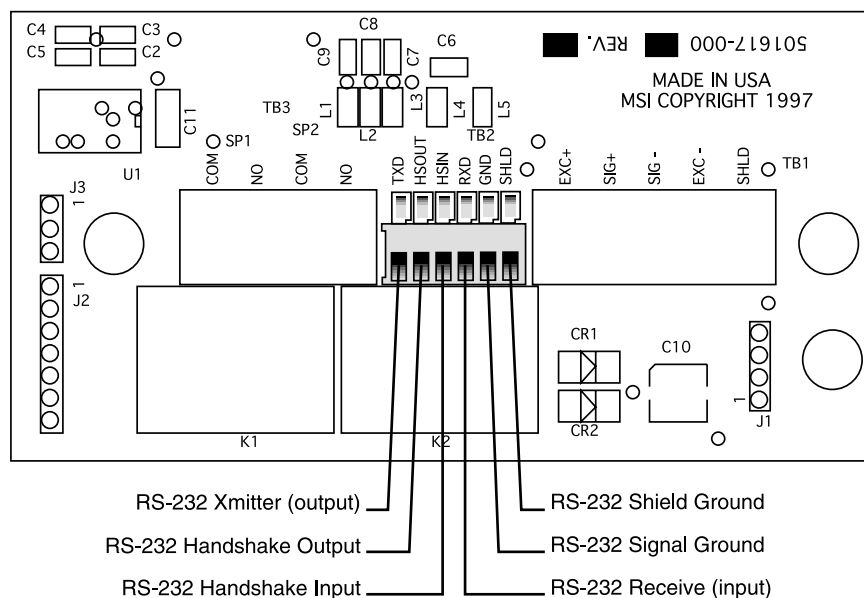 C4
C3
C5
C2
C9
C8
C7
C6
REV.
501617-000
MADE IN USA
MSI COPYRIGHT 1997
C11
TB3
SP2
L1
L2
L3
L4
TB2
L5
U1
SP1
COM
NO
COM
NO
TXD
HSOUT
HSIN
RXD
GND
SHLD
EXC+
SIG+
SIG -
EXC -
SHLD
TB1
J3
1
1
J2
K1
K2
CR1
CR2
C10
1
J1
RS-232 Xmitter (output)
RS-232 Shield Ground
RS-232 Handshake Output
RS-232 Signal Ground
RS-232 Handshake Input
RS-232 Receive (input)